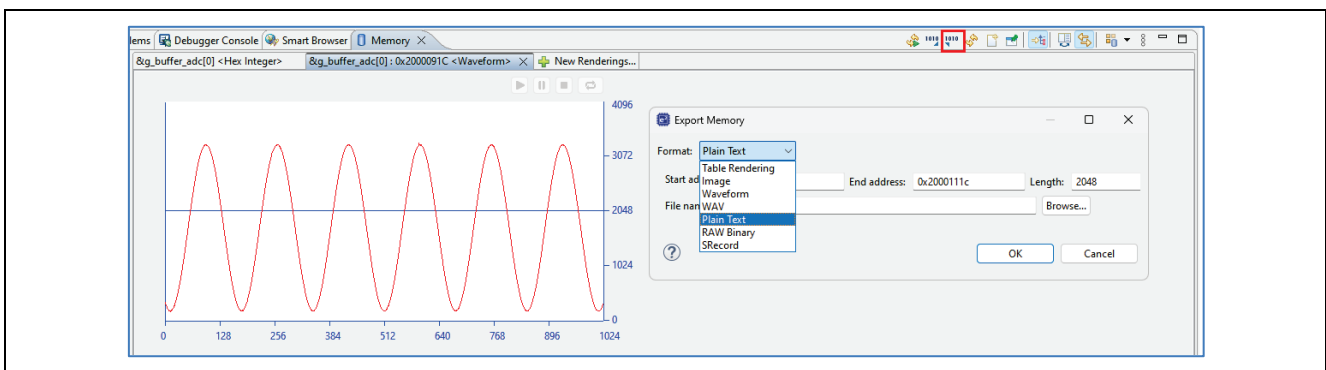 lems Debugger Console Smart Browser Memory
&g_buffer_adc[0] <Hex Integer> &g_buffer_adc[0] : 0x2000091C <Waveform> New Renderings...
4096
3072
2048
1024
0
0 128 256 384 512 640 768 896 1024
Export Memory
Format: Plain Text
Table Rendering
Image
Waveform
WAV
Plain Text
RAW Binary
SRecord
Start ad
End address: 0x2000111c Length: 2048
File nan
Browse...
OK Cancel